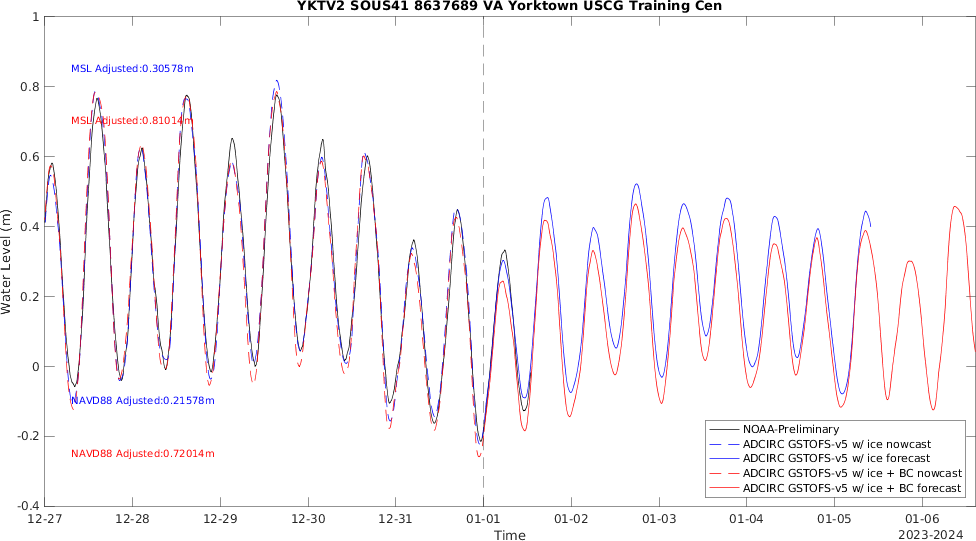 YKTV2 SOUS41 8637689 VA Yorktown USCG Training Cen
1
0.8
0.6
0.4
0.2
0
-0.2
-0.4
Water Level (m)
MSL Adjusted:0.30578m
MSL Adjusted:0.81014m
NAVD88 Adjusted:0.21578m
NAVD88 Adjusted:0.72014m
NOAA-Preliminary
ADCIRC GSTOFS-v5 w/ ice nowcast
ADCIRC GSTOFS-v5 w/ ice forecast
ADCIRC GSTOFS-v5 w/ ice + BC nowcast
ADCIRC GSTOFS-v5 w/ ice + BC forecast
12-27 12-28 12-29 12-30 12-31 01-01 01-02 01-03 01-04 01-05 01-06
Time
2023-2024